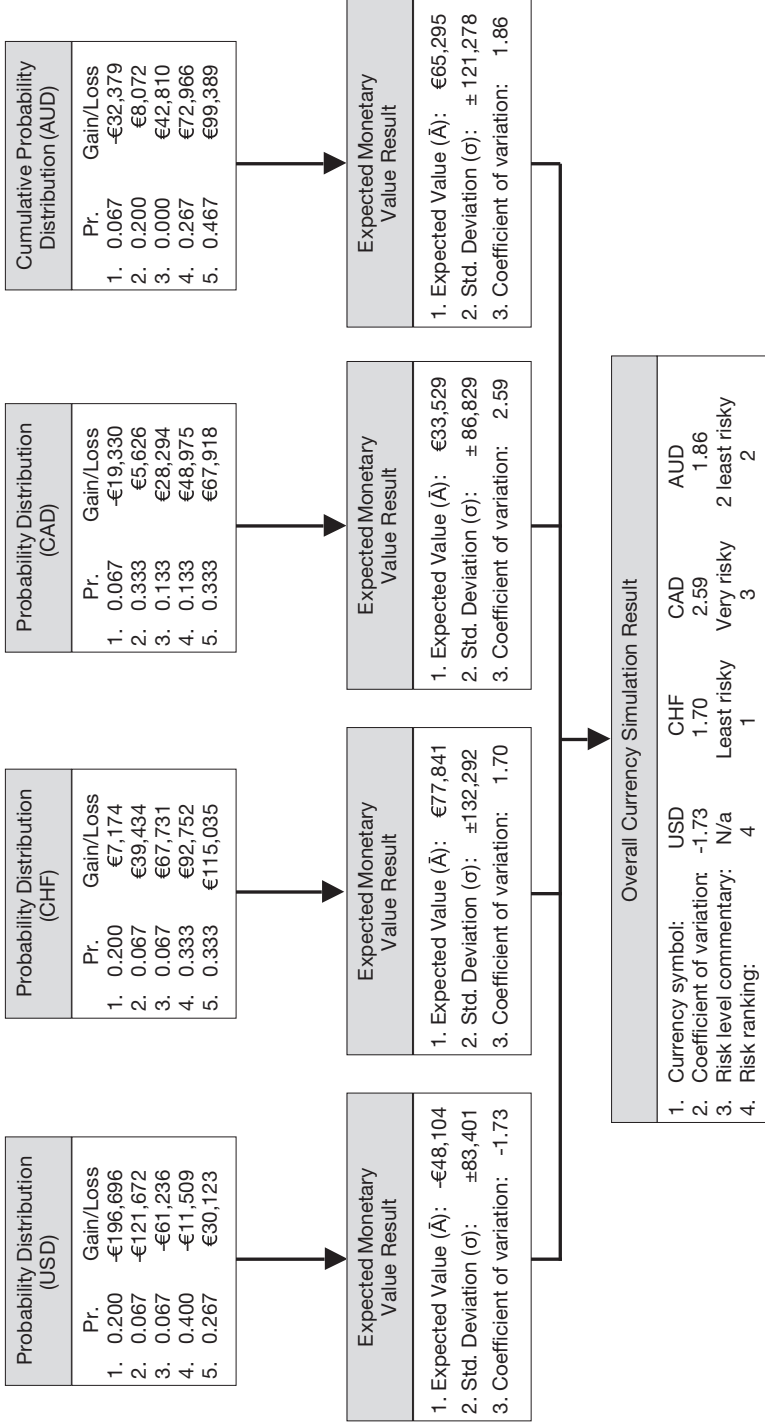 Probability Distribution
(USD)
Pr. Gain/Loss
1. 0.200 -€196,696
2. 0.067 -€121,672
3. 0.067 -€61,236
4. 0.400 -€11,509
5. 0.267 €30,123
Probability Distribution
(CHF)
Pr. Gain/Loss
1. 0.200 €7,174
2. 0.067 €39,434
3. 0.067 €67,731
4. 0.333 €92,752
5. 0.333 €115,035
Probability Distribution
(CAD)
Pr. Gain/Loss
1. 0.067 -€19,330
2. 0.333 €5,626
3. 0.133 €28,294
4. 0.133 €48,975
5. 0.333 €67,918
Cumulative Probability
Distribution (AUD)
Pr. Gain/Loss
1. 0.067 -€32,379
2. 0.200 €8,072
3. 0.000 €42,810
4. 0.267 €72,966
5. 0.467 €99,389
Expected Monetary
Value Result
1. Expected Value (Ā): -€48,104
2. Std. Deviation (σ): ±83,401
3. Coefficient of variation: -1.73
Expected Monetary
Value Result
1. Expected Value (Ā): €77,841
2. Std. Deviation (σ): ±132,292
3. Coefficient of variation: 1.70
Expected Monetary
Value Result
1. Expected Value (Ā): €33,529
2. Std. Deviation (σ): ± 86,829
3. Coefficient of variation: 2.59
Expected Monetary
Value Result
1. Expected Value (Ā): €65,295
2. Std. Deviation (σ): ± 121,278
3. Coefficient of variation: 1.86
Overall Currency Simulation Result
1. Currency symbol: USD CHF CAD AUD
2. Coefficient of variation: -1.73 1.70 2.59 1.86
3. Risk level commentary: N/a Least risky Very risky 2 least risky
4. Risk ranking: 4 1 3 2